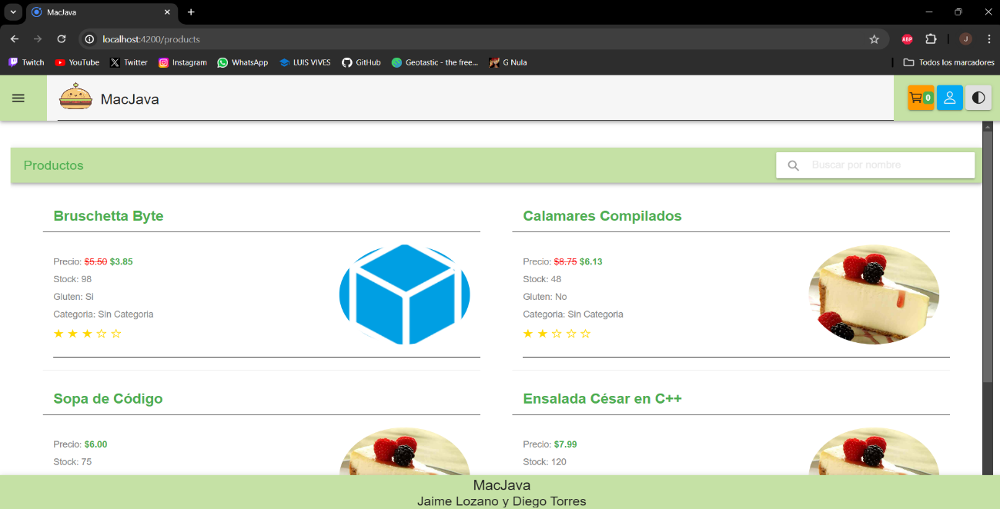 MacJava
localhost:4200/products
ABP
J
Twitch
YouTube
Twitter
Instagram
WhatsApp
LUIS VIVES
GitHub
Geotastic - the free...
G Nula
Todos los marcadores
MacJava
0
Productos
Buscar por nombre
Bruschetta Byte
Precio: $5.50 $3.85
Stock: 98
Gluten: Si
Categoria: Sin Categoria
Calamares Compilados
Precio: $8.75 $6.13
Stock: 48
Gluten: No
Categoria: Sin Categoria
Sopa de Código
Precio: $6.00
Stock: 75
Ensalada César en C++
Precio: $7.99
Stock: 120
MacJava
Jaime Lozano y Diego Torres